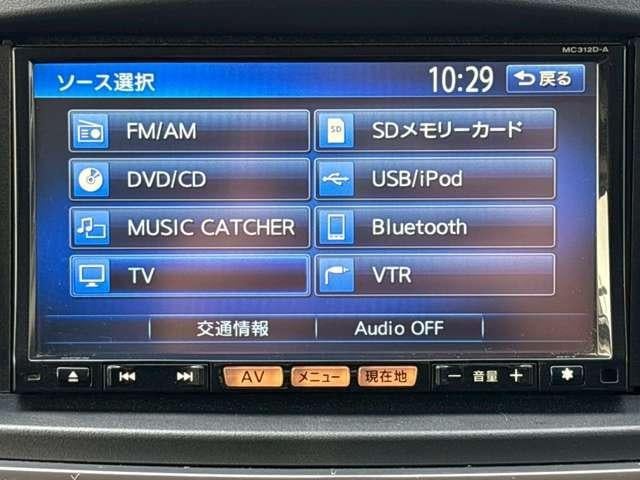 MC312D-A
ソース選択 10:29 戻る
FM/AM SDメモリーカード
SD
DVD/CD USB/iPod
MUSIC CATCHER Bluetooth
TV VTR
交通情報 Audio OFF
AV メニュー 現在地 − 音量 +